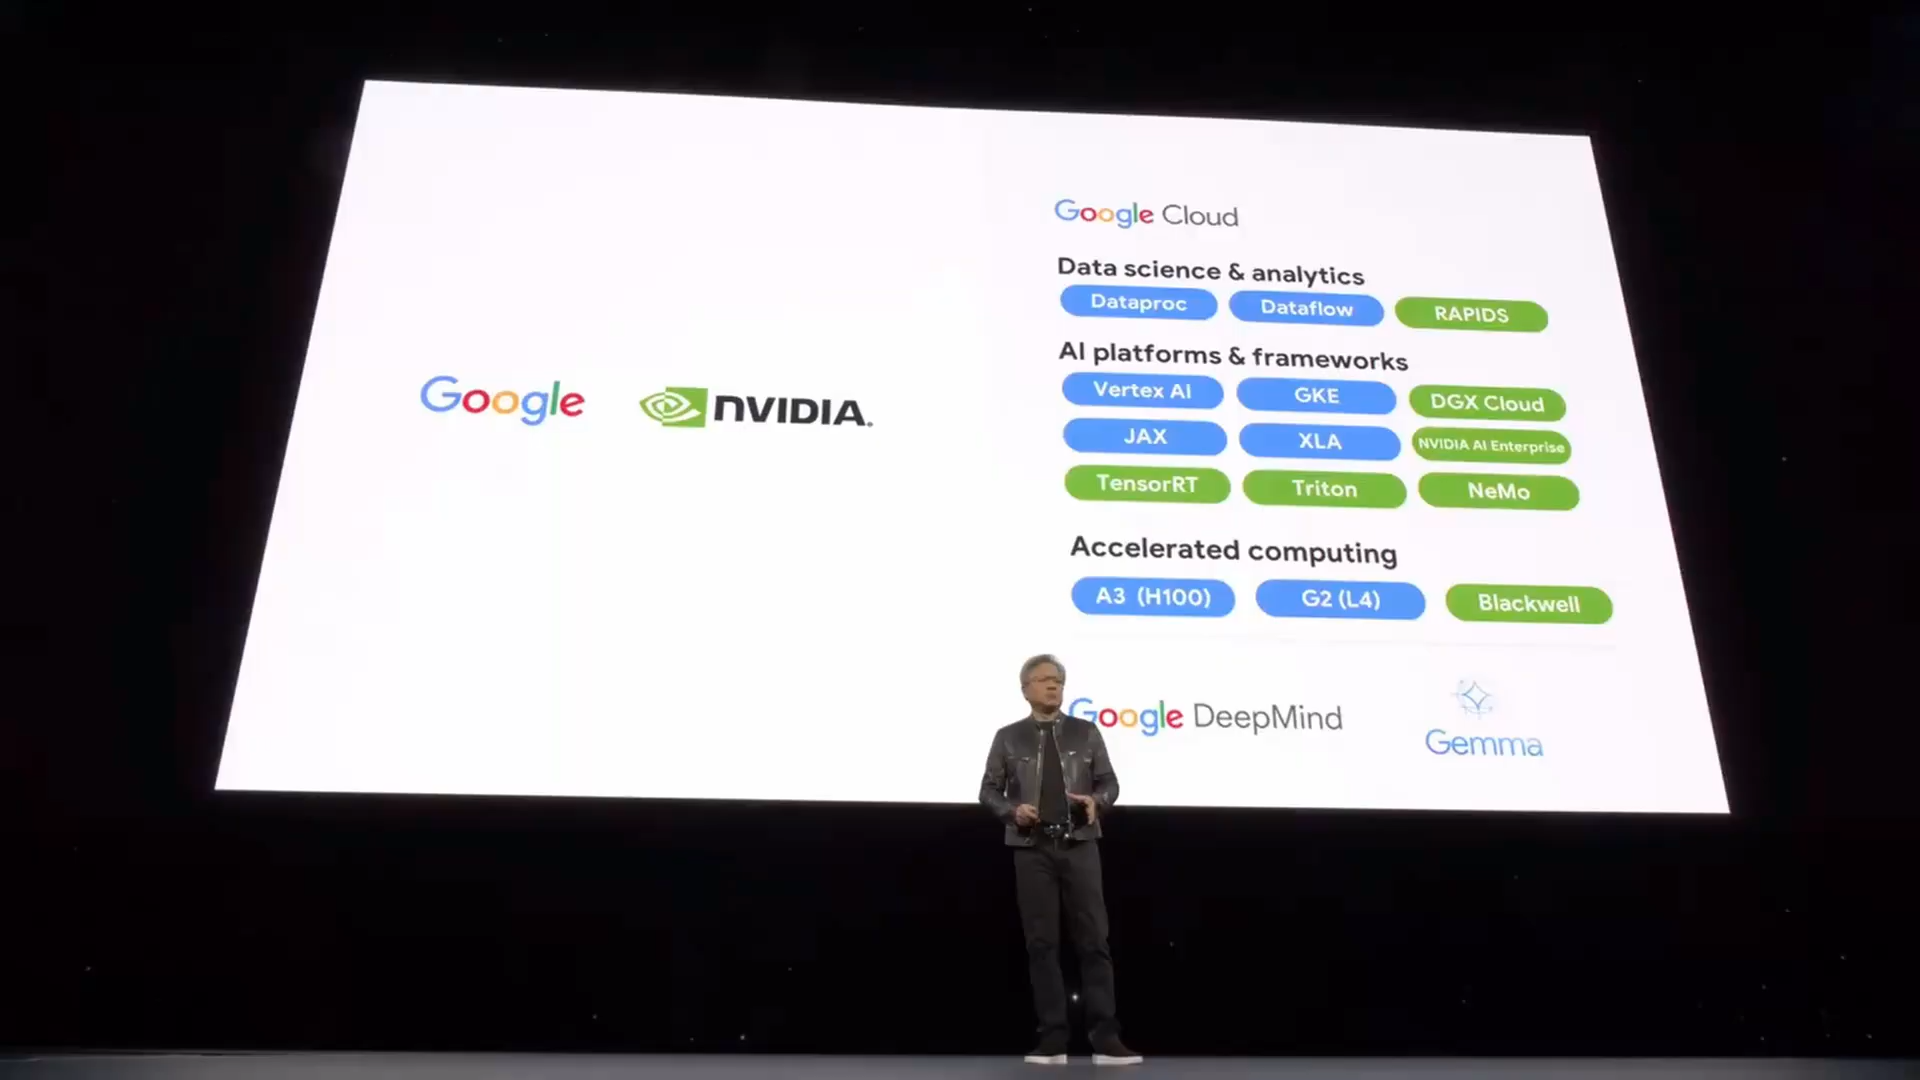 Google NVIDIA.
Google Cloud
Data science & analytics
Dataproc Dataflow RAPIDS
AI platforms & frameworks
Vertex AI GKE DGX Cloud
JAX XLA NVIDIA AI Enterprise
TensorRT Triton NeMo
Accelerated computing
A3 (H100) G2 (L4) Blackwell
Google DeepMind Gemma